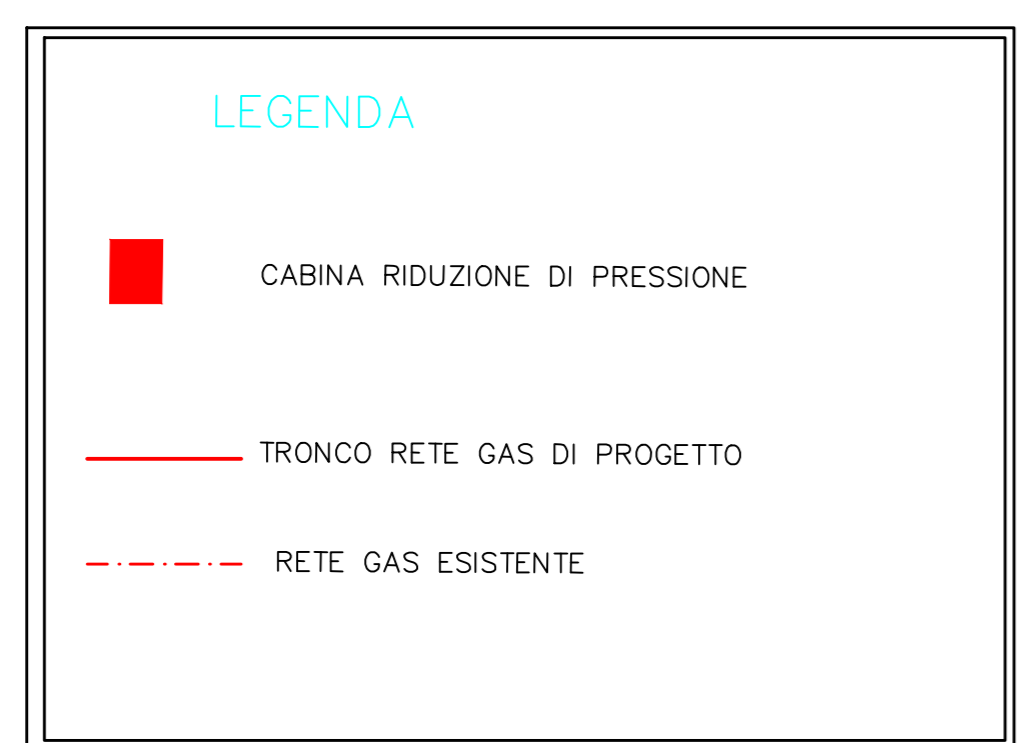 LEGENDA
CABINA RIDUZIONE DI PRESSIONE
TRONCO RETE GAS DI PROGETTO
RETE GAS ESISTENTE